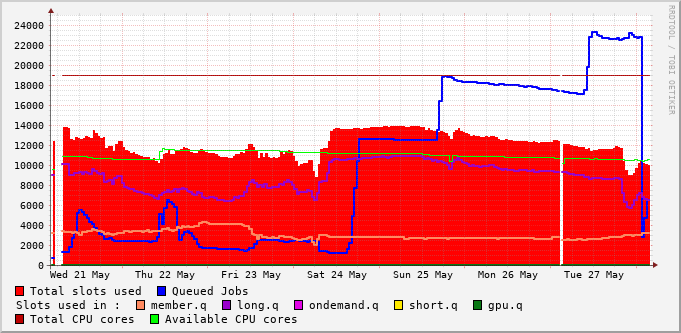 24000
22000
20000
18000
16000
14000
12000
10000
8000
6000
4000
2000
0
Wed 21 May Thu 22 May Fri 23 May Sat 24 May Sun 25 May Mon 26 May Tue 27 May
Total slots used Queued Jobs
Slots used in : member.q long.q ondemand.q short.q gpu.q
Total CPU cores Available CPU cores
RRDTOOL / TOBI OETIKER